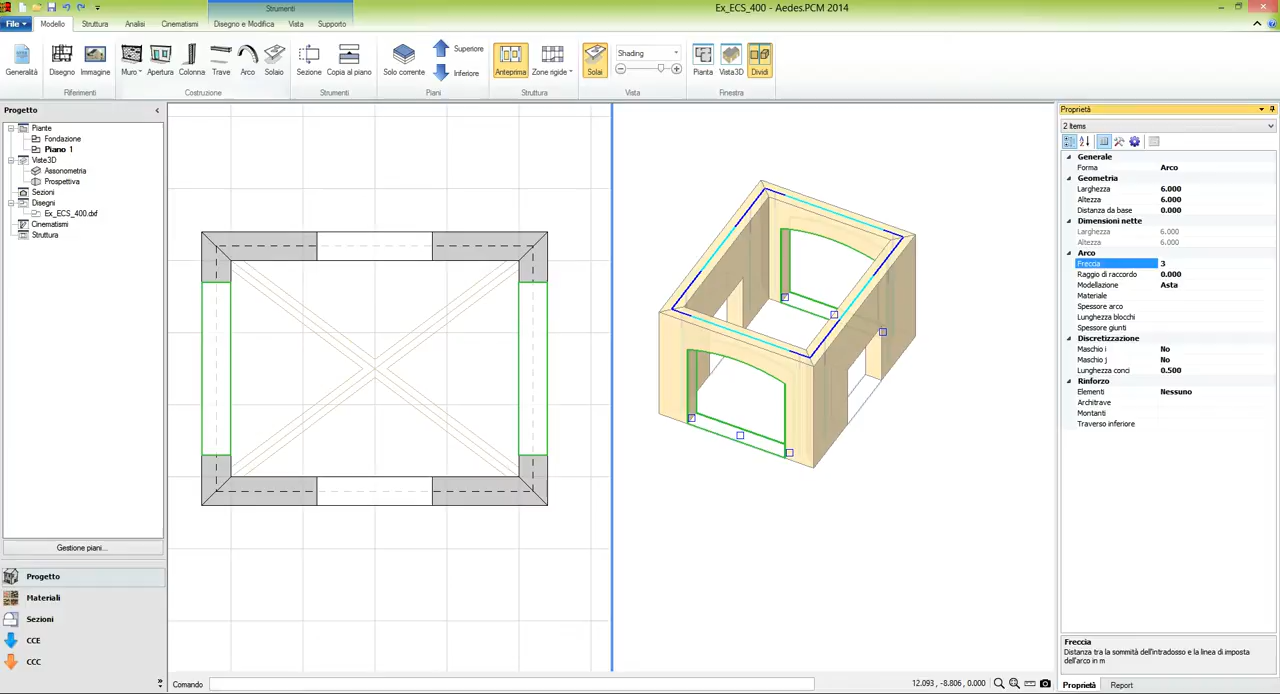 Ex_ECS_400 - Aedes.PCM 2014
Strumenti
File Modello Struttura Analisi Cinematismi Disegno e Modifica Vista Supporto
Generalità Disegno Immagine Muro Apertura Colonna Trave Arco Solaio Sezione Copia al piano Solo corrente Superiore Inferiore Anteprima Zone rigide Solai Shading Pianta Vista3D Dividi
Riferimenti Costruzione Strumenti Piani Struttura Vista Finestra
Progetto
Piante
Fondazione
Piano 1
Viste3D
Assonometria
Prospettiva
Sezioni
Disegni
Ex_ECS_400.dxf
Cinematismi
Struttura
Gestione piani...
Progetto
Materiali
Sezioni
CCE
CCC
Comando
12.093 , -8.806, 0.000
Proprietà
2 Items
Generale
Forma Arco
Geometria
Larghezza 6.000
Altezza 6.000
Distanza da base 0.000
Dimensioni nette
Larghezza 6.000
Altezza 6.000
Arco
Freccia 3
Raggio di raccordo 0.000
Modellazione Asta
Materiale
Spessore arco
Lunghezza blocchi
Spessore giunti
Discretizzazione
Maschio i No
Maschio j No
Lunghezza conci 0.500
Rinforzo
Elementi Nessuno
Architrave
Montanti
Traverso inferiore
Freccia
Distanza tra la sommità dell'intradosso e la linea di imposta
dell'arco in m
Proprietà Report